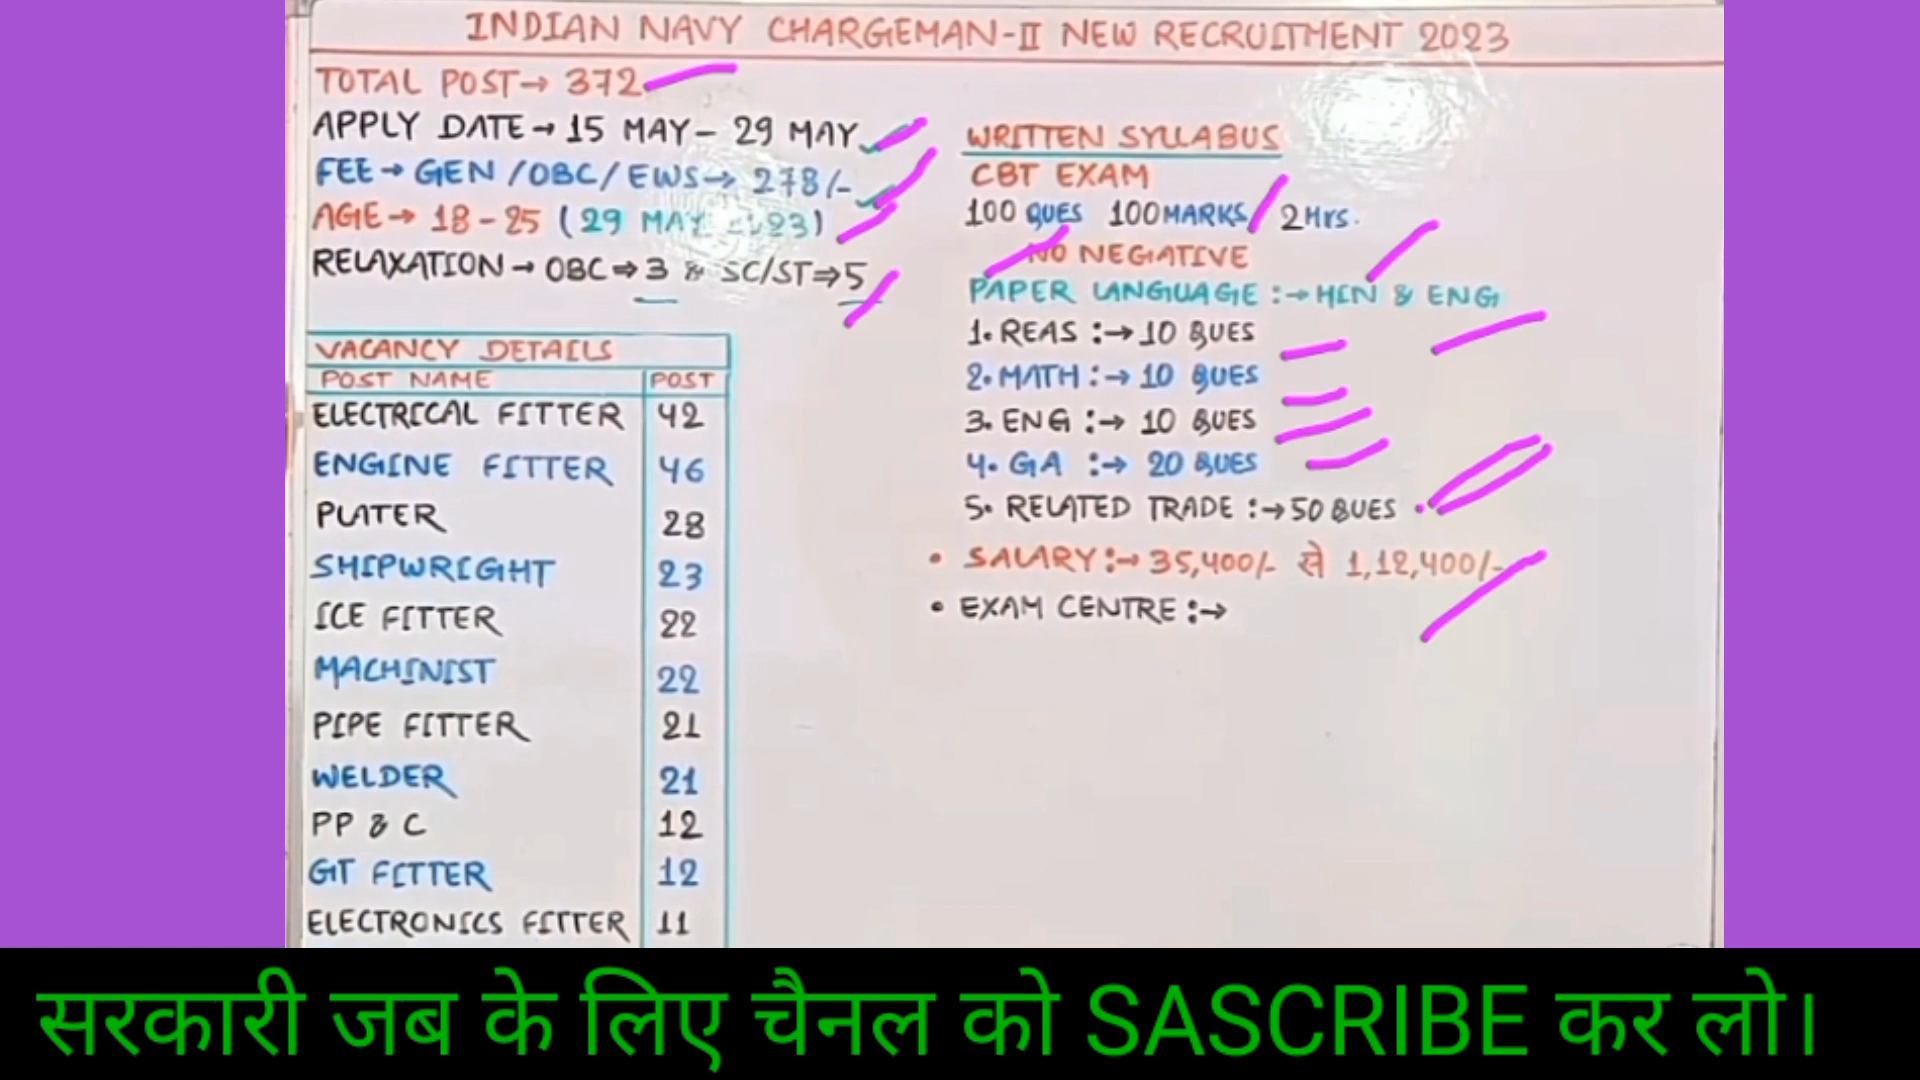 INDIAN NAVY CHARGEMAN-II NEW RECRUITMENT 2023
TOTAL POST → 372
APPLY DATE → 15 MAY - 29 MAY
FEE → GEN / OBC / EWS → 278/-
AGE → 18 - 25 (29 MAY 2023)
RELAXATION → OBC ⇒ 3 & SC/ST ⇒ 5
VACANCY DETAILS
POST NAME POST
ELECTRICAL FITTER 42
ENGINE FITTER 46
PLATER 28
SHIPWRIGHT 23
ICE FITTER 22
MACHINIST 22
PIPE FITTER 21
WELDER 21
PP & C 12
GT FITTER 12
ELECTRONICS FITTER 11
WRITTEN SYLLABUS
CBT EXAM
100 QUES 100 MARKS 2Hrs.
NO NEGATIVE
PAPER LANGUAGE :→ HIN & ENG
1. REAS :→ 10 QUES
2. MATH :→ 10 QUES
3. ENG :→ 10 QUES
4. GA :→ 20 QUES
5. RELATED TRADE :→ 50 QUES
• SALARY :→ 35,400/- से 1,12,400/-
• EXAM CENTRE :→
सरकारी जब के लिए चैनल को SASCRIBE कर लो।